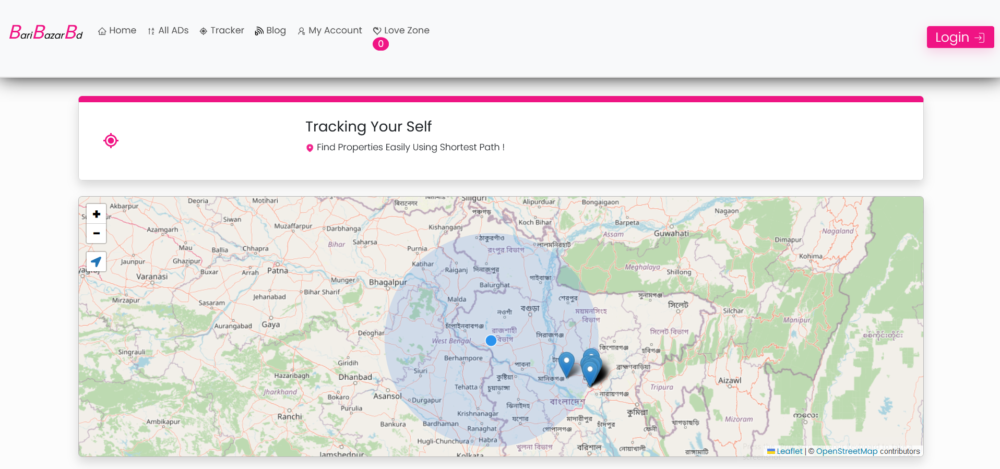 BariBazarBd
Home
All ADs
Tracker
Blog
My Account
Love Zone
0
Login
Tracking Your Self
Find Properties Easily Using Shortest Path !
+
−
Akbarpur
Deoria
Motihari
বিরাটনগর
Siliguri
Alipurduar
Bongaigaon
Nagaon
Siwan
পঞ্চগড়
Koch Bihar
Barpeta
Azamgarh
Muzaffarpur
Darbhanga
Kishanganj
Guwahati
Nagaland
Assam
Bihar
Saharsa
ঠাকুরগাঁও
লালমনিরহাট
Dimapur
Mau
Ballia
Chhapra
Purnia
রংপুর বিভাগ
Kohima
Jaunpur
Ghazipur
Buxar
Arrah
Patna
Katihar
Raiganj
দিনাজপুর
Meghalaya
Shillong
Varanasi
Munger
Bhagalpur
গাইবান্ধা
Balurghat
Bihar Sharif
Jehanabad
Mirzapur
Sasaram
Malda
শেরপুর
সুনামগঞ্জ
সিলেট
Silchar
নওগাঁ
বগুড়া
ময়মনসিংহ
বিভাগ
Manipur
Aurangabad
Gaya
Deoghar
চাঁপাইনবাবগঞ্জ
রাজশাহী
বিভাগ
সিরাজগঞ্জ
সিলেট বিভাগ
West Bengal
কিশোরগঞ্জ
হবিগঞ্জ
Singrauli
Giridih
Berhampore
পাবনা
ব্রাহ্মণবাড়িয়া
Hazaribagh
Dhanbad
Siuri
কুষ্টিয়া
মানিকগঞ্জ
Aizawl
Jharkhand
Tehatta
চুয়াডাঙ্গা
Tripura
নারায়ণগঞ্জ
Bokaro
Asansol
Durgapur
ঝিনাইদহ
বাংলাদেশ
Purulia
Ranchi
Krishnanagar
যশোর
মাদারীপুর
কুমিল্লা
Ambikapur
Bankura
Bardhaman
Ranaghat
গোপালগঞ্জ
চাঁদপুর
ফেনী
খাগড়াছড়ি
Mizoram
Hugli-Chunchura
Habra
খুলনা বিভাগ
বরিশাল
নোয়াখালী
রাঙ্গামাটি
Jamshedpur
Kolkata
Leaflet | © OpenStreetMap contributors